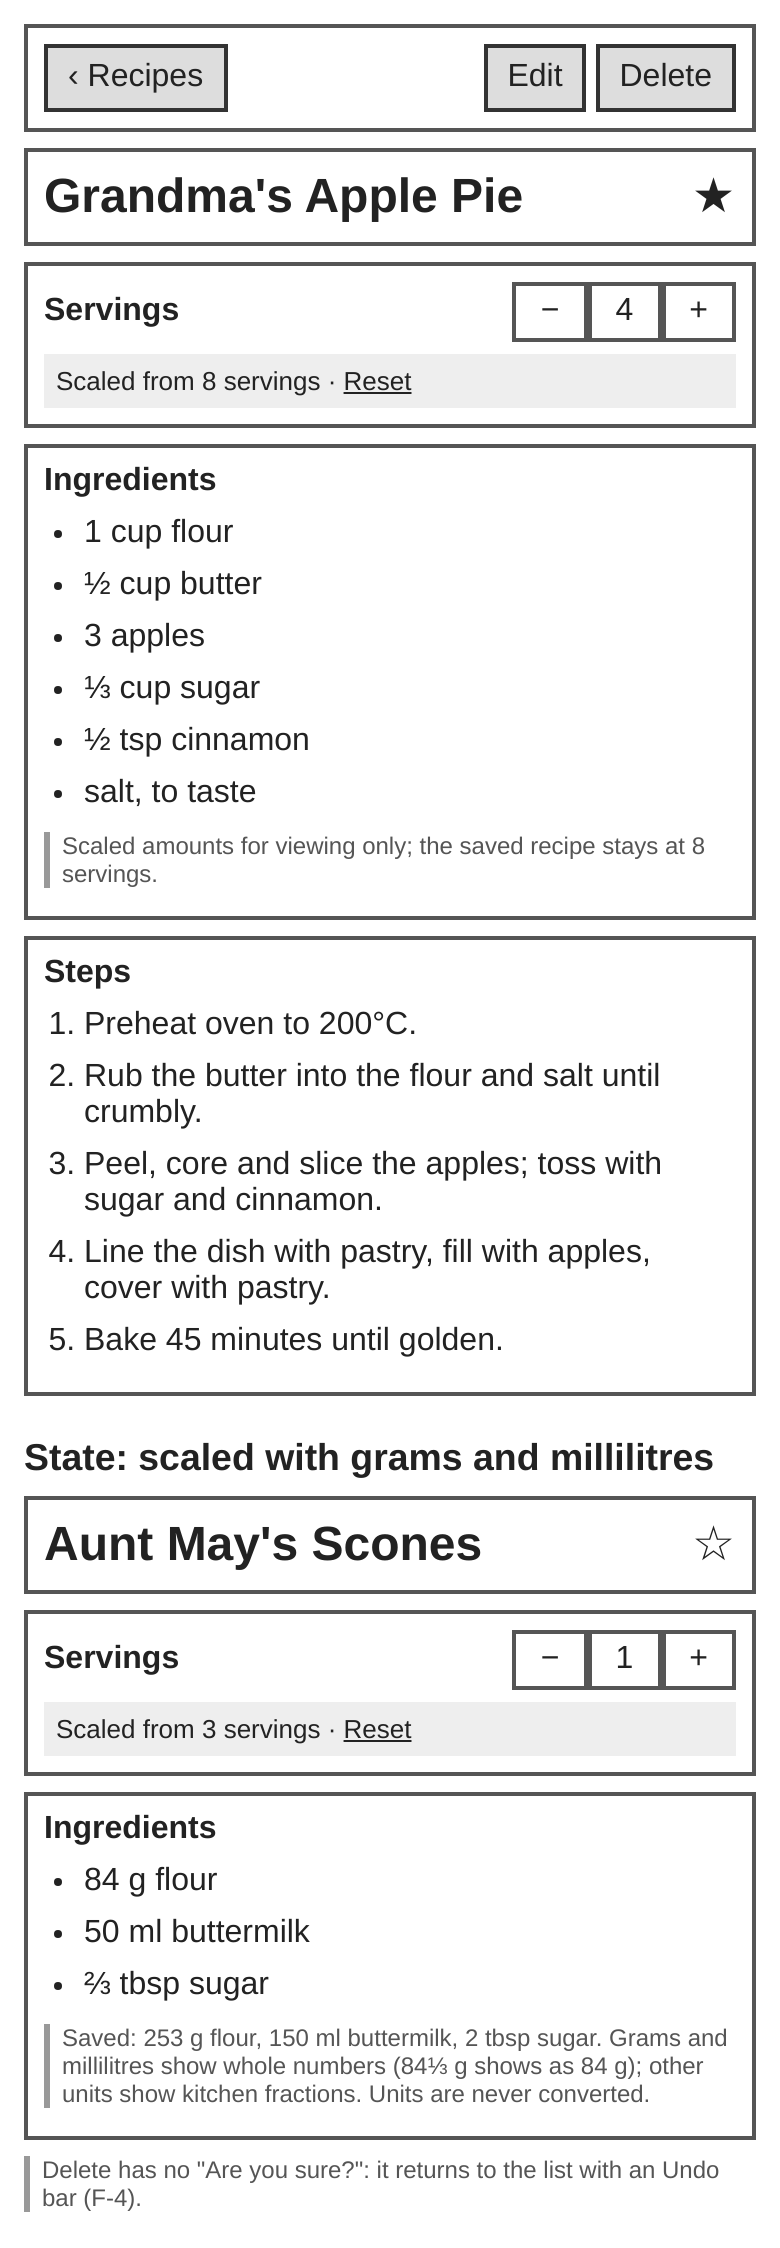 ‹ Recipes Edit Delete
Grandma's Apple Pie ★
Servings − 4 +
Scaled from 8 servings · Reset
Ingredients
• 1 cup flour
• ½ cup butter
• 3 apples
• ⅓ cup sugar
• ½ tsp cinnamon
• salt, to taste
Scaled amounts for viewing only; the saved recipe stays at 8
servings.
Steps
1. Preheat oven to 200°C.
2. Rub the butter into the flour and salt until
crumbly.
3. Peel, core and slice the apples; toss with
sugar and cinnamon.
4. Line the dish with pastry, fill with apples,
cover with pastry.
5. Bake 45 minutes until golden.
State: scaled with grams and millilitres
Aunt May's Scones ☆
Servings − 1 +
Scaled from 3 servings · Reset
Ingredients
• 84 g flour
• 50 ml buttermilk
• ⅔ tbsp sugar
Saved: 253 g flour, 150 ml buttermilk, 2 tbsp sugar. Grams and
millilitres show whole numbers (84⅓ g shows as 84 g); other
units show kitchen fractions. Units are never converted.
Delete has no "Are you sure?": it returns to the list with an Undo
bar (F-4).